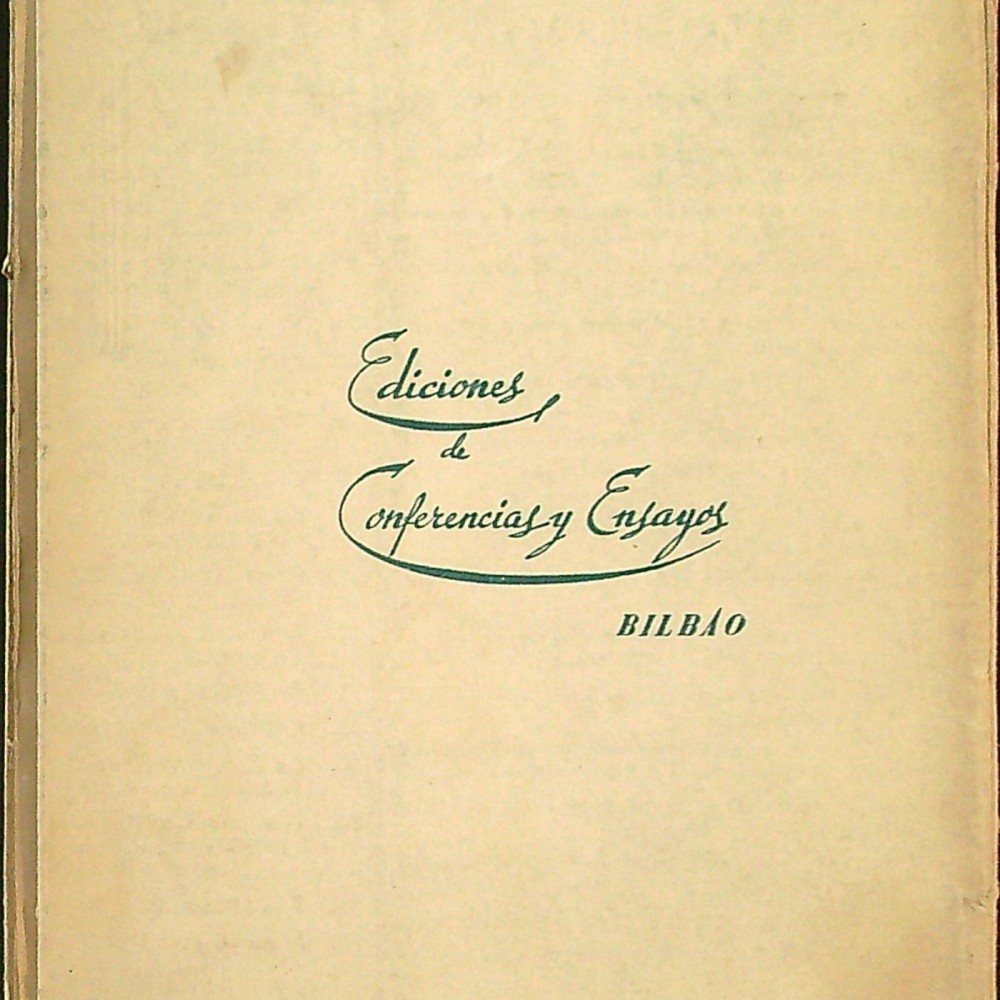 Ediciones
de
Conferencias y Ensayos
BILBAO